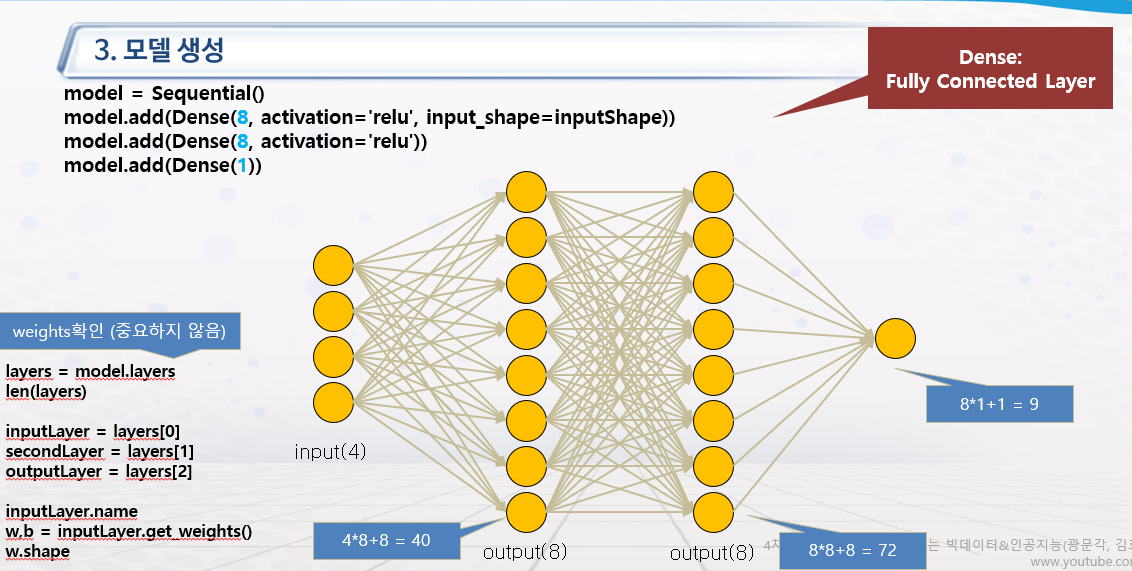 3. 모델 생성
Dense:
Fully Connected Layer
model = Sequential()
model.add(Dense(8, activation='relu', input_shape=inputShape))
model.add(Dense(8, activation='relu'))
model.add(Dense(1))
weights확인 (중요하지 않음)
layers = model.layers
len(layers)
inputLayer = layers[0]
secondLayer = layers[1]
outputLayer = layers[2]
inputLayer.name
w,b = inputLayer.get_weights()
w.shape
input(4)
4*8+8 = 40
output(8)
output(8)
8*8+8 = 72
8*1+1 = 9
는 빅데이터&인공지능(광문각, 김
www.youtube.com